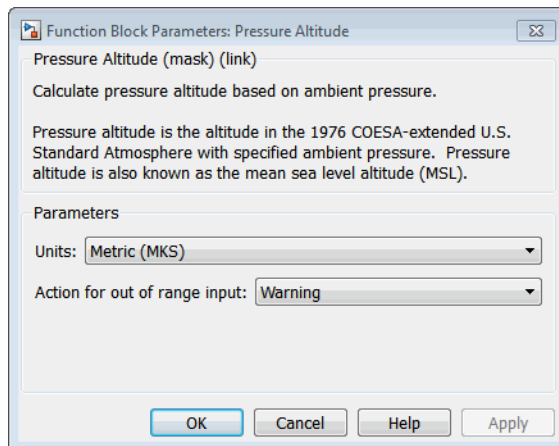 Function Block Parameters: Pressure Altitude
Pressure Altitude (mask) (link)
Calculate pressure altitude based on ambient pressure.
Pressure altitude is the altitude in the 1976 COESA-extended U.S.
Standard Atmosphere with specified ambient pressure.  Pressure
altitude is also known as the mean sea level altitude (MSL).
Parameters
Units: Metric (MKS)
Action for out of range input: Warning
OK Cancel Help Apply